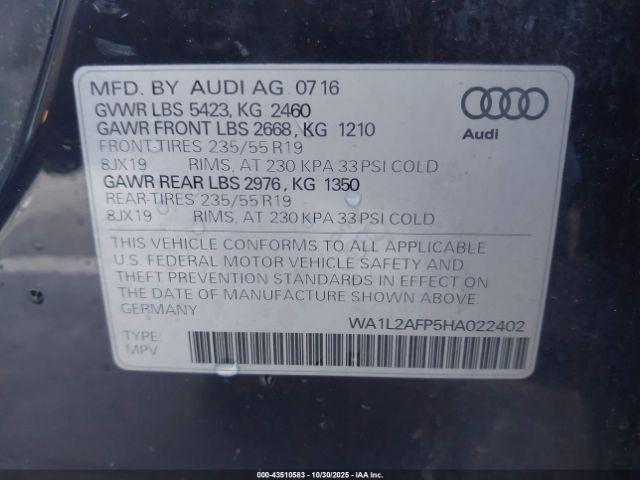 MFD. BY AUDI AG 0716
GVWR LBS 5423, KG 2460
GAWR FRONT LBS 2668, KG 1210
FRONT-TIRES 235/55 R19
8JX19 RIMS, AT 230 KPA 33 PSI COLD
GAWR REAR LBS 2976, KG 1350
REAR-TIRES 235/55 R19
8JX19 RIMS, AT 230 KPA 33 PSI COLD
Audi
THIS VEHICLE CONFORMS TO ALL APPLICABLE
U.S. FEDERAL MOTOR VEHICLE SAFETY AND
THEFT PREVENTION STANDARDS IN EFFECT ON
THE DATE OF MANUFACTURE SHOWN ABOVE
GERMANY
WA1L2AFP5HA022402
TYPE:
MPV
000-43510583 - 10/30/2025 - IAA Inc.